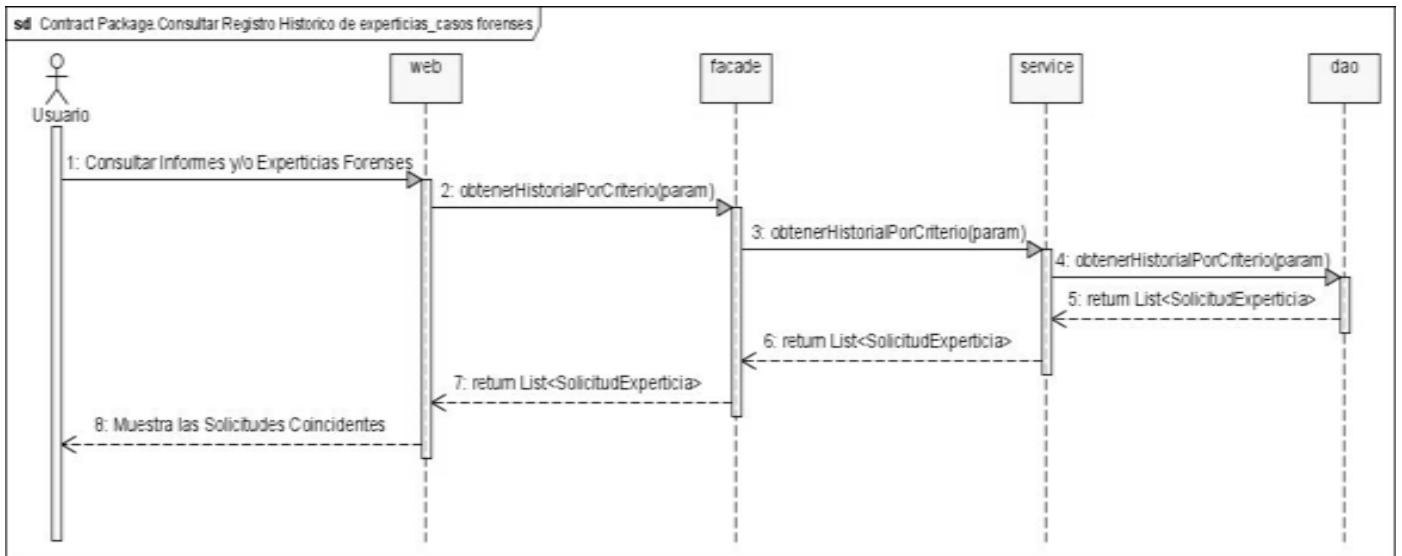 sd Contract Package.Consultar Registro Historico de experticias_casos forenses
web
facade
service
dao
Usuario
1: Consultar Informes y/o Experticias Forenses
2: obtenerHistorialPorCriterio(param)
3: obtenerHistorialPorCriterio(param)
4: obtenerHistorialPorCriterio(param)
5: return List<SolicitudExperticia>
6: return List<SolicitudExperticia>
7: return List<SolicitudExperticia>
8: Muestra las Solicitudes Coincidentes